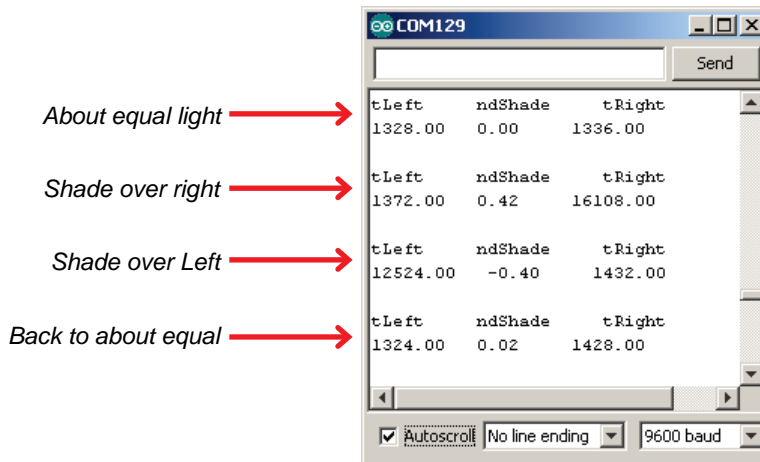 COM129
Send
About equal light
tLeft ndShade tRight
1328.00 0.00 1336.00
Shade over right
tLeft ndShade tRight
1372.00 0.42 16108.00
Shade over Left
tLeft ndShade tRight
12524.00 -0.40 1432.00
Back to about equal
tLeft ndShade tRight
1324.00 0.02 1428.00
Autoscroll No line ending 9600 baud